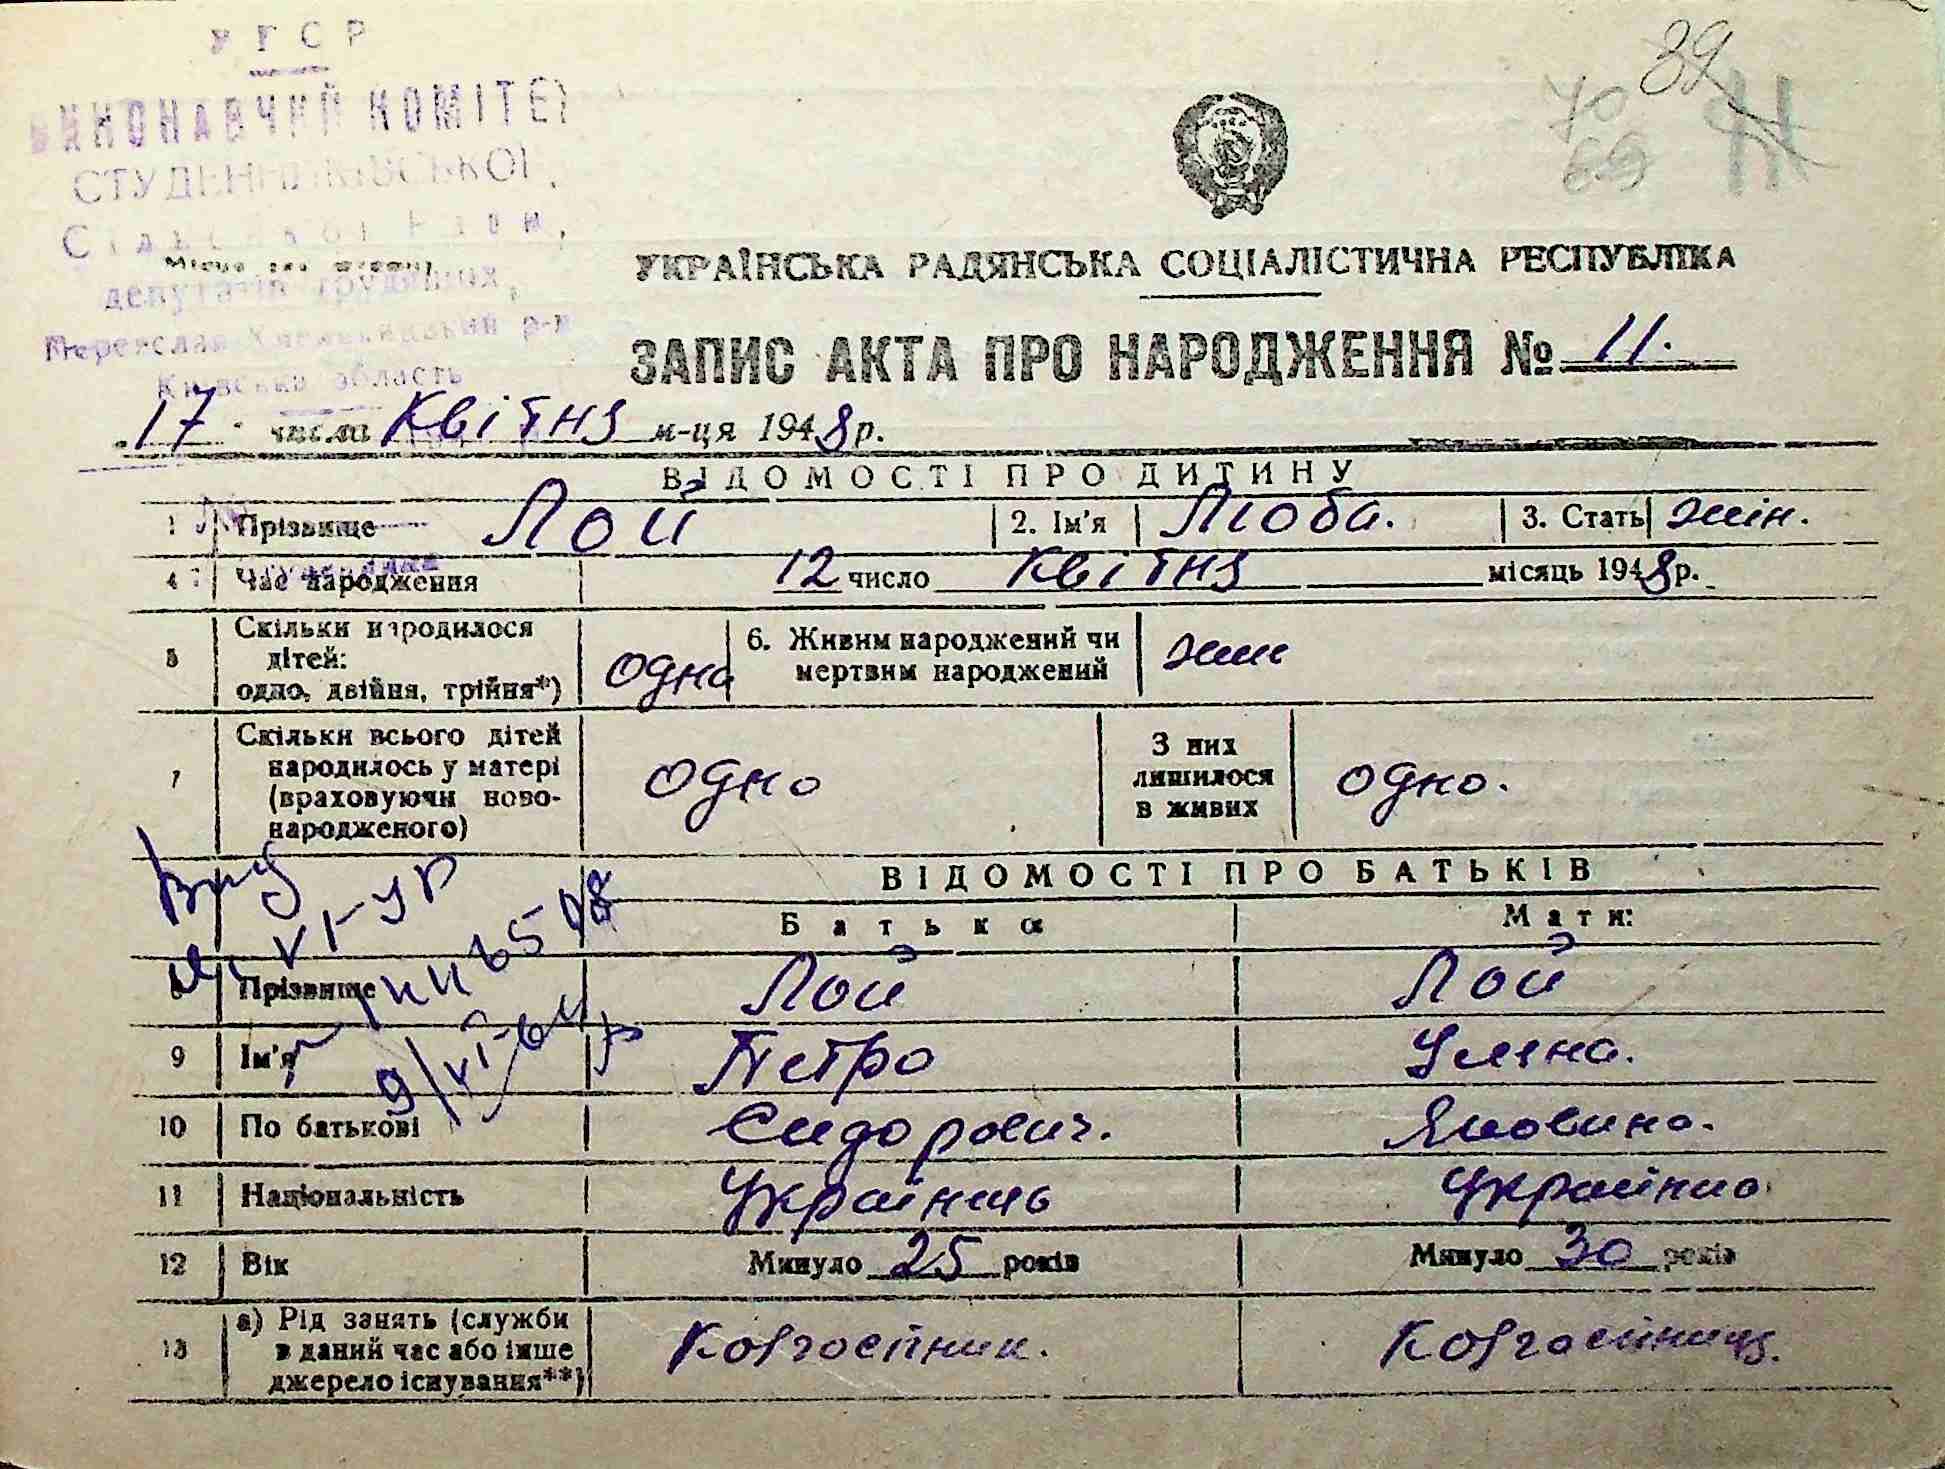 УРСР
ВИКОНАВЧИЙ КОМІТЕТ
СТУДЕНИКІВСЬКОЇ
Сільської Ради,
депутатів трудящих,
Переяслав Хмельницький р-н
Київська область
39
70
69
Н
УКРАЇНСЬКА РАДЯНСЬКА СОЦІАЛІСТИЧНА РЕСПУБЛІКА
ЗАПИС АКТА ПРО НАРОДЖЕННЯ № 11.
„17" числа Квітня м-ця 1948 р.
ВІДОМОСТІ ПРО ДИТИНУ
1 Прізвище Лой 2. Ім'я Люба. 3. Стать жін.
4 Час народження 12 число Квітня місяць 1948 р.
5 Скільки народилося дітей: одно, двійня, трійня*) одно 6. Живим народжений чи мертвим народжений
7 Скільки всього дітей народилось у матері (враховуючи новонародженого) одно З них лишилося в живих одно.
ВІДОМОСТІ ПРО БАТЬКІВ
Батько Мати:
8 Прізвище Лой Лой
9 Ім'я Петро Уляна.
10 По батькові Сидорович. Яковивна.
11 Національність Українець Українка
12 Вік Минуло 25 років Минуло 30 років
13 а) Рід занять (служби в даний час або інше джерело існування**) Колгоспник. Колгоспниця.